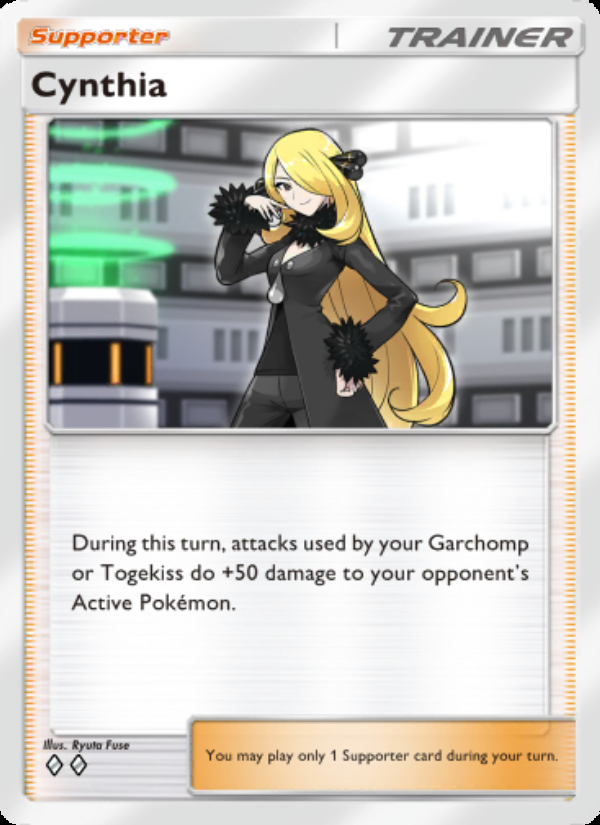 Supporter
TRAINER
Cynthia
During this turn, attacks used by your Garchomp
or Togekiss do +50 damage to your opponent's
Active Pokémon.
Illus. Ryuta Fuse
You may play only 1 Supporter card during your turn.